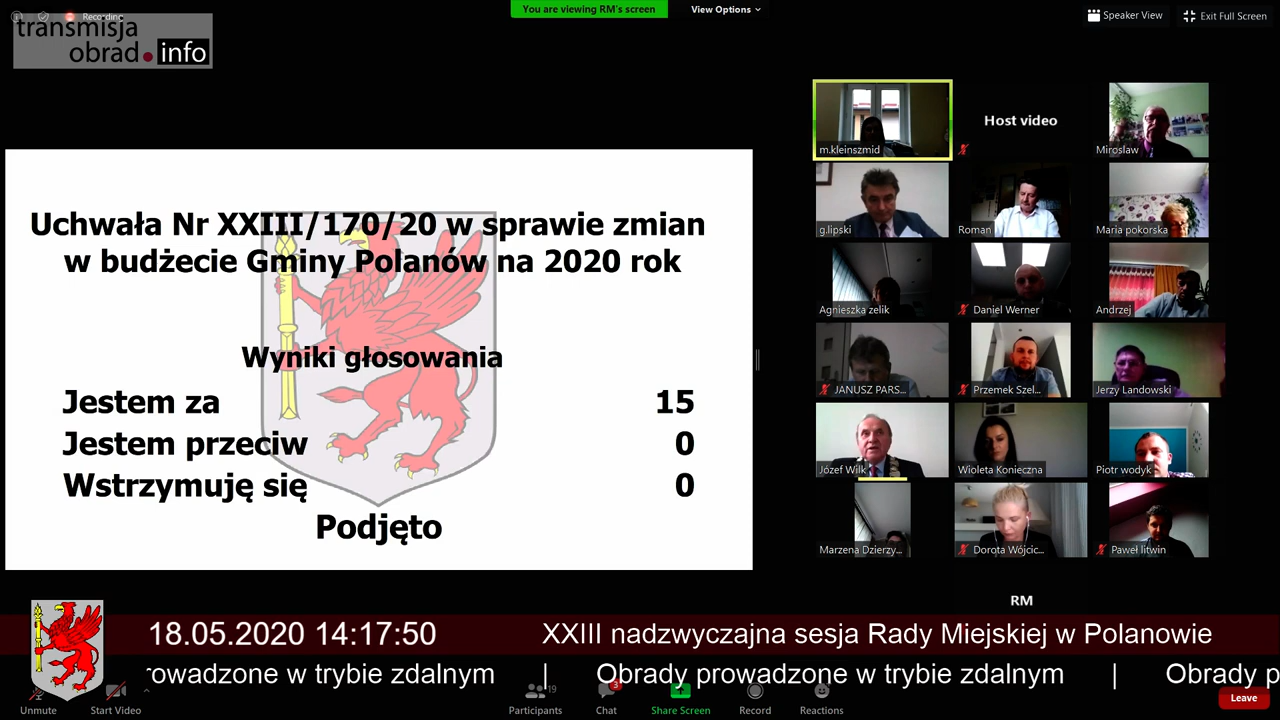 Recording
You are viewing RM's screen
View Options
Speaker View
Exit Full Screen
transmisja
obrad.info
Uchwała Nr XXIII/170/20 w sprawie zmian
w budżecie Gminy Polanów na 2020 rok
Wyniki głosowania
Jestem za 15
Jestem przeciw 0
Wstrzymuję się 0
Podjęto
m.kleinszmid
Host video
Miroslaw
g.lipski
Roman
Maria pokorska
Agnieszka zelik
Daniel Werner
Andrzej
JANUSZ PARS...
Przemek Szel...
Jerzy Landowski
Józef Wilk
Wioleta Konieczna
Piotr wodyk
Marzena Dzierzy...
Dorota Wójcic...
Paweł litwin
RM
18.05.2020 14:17:50
XXIII nadzwyczajna sesja Rady Miejskiej w Polanowie
rowadzone w trybie zdalnym | Obrady prowadzone w trybie zdalnym | Obrady p
Unmute
Start Video
Participants 19
Chat 3
Share Screen
Record
Reactions
Leave